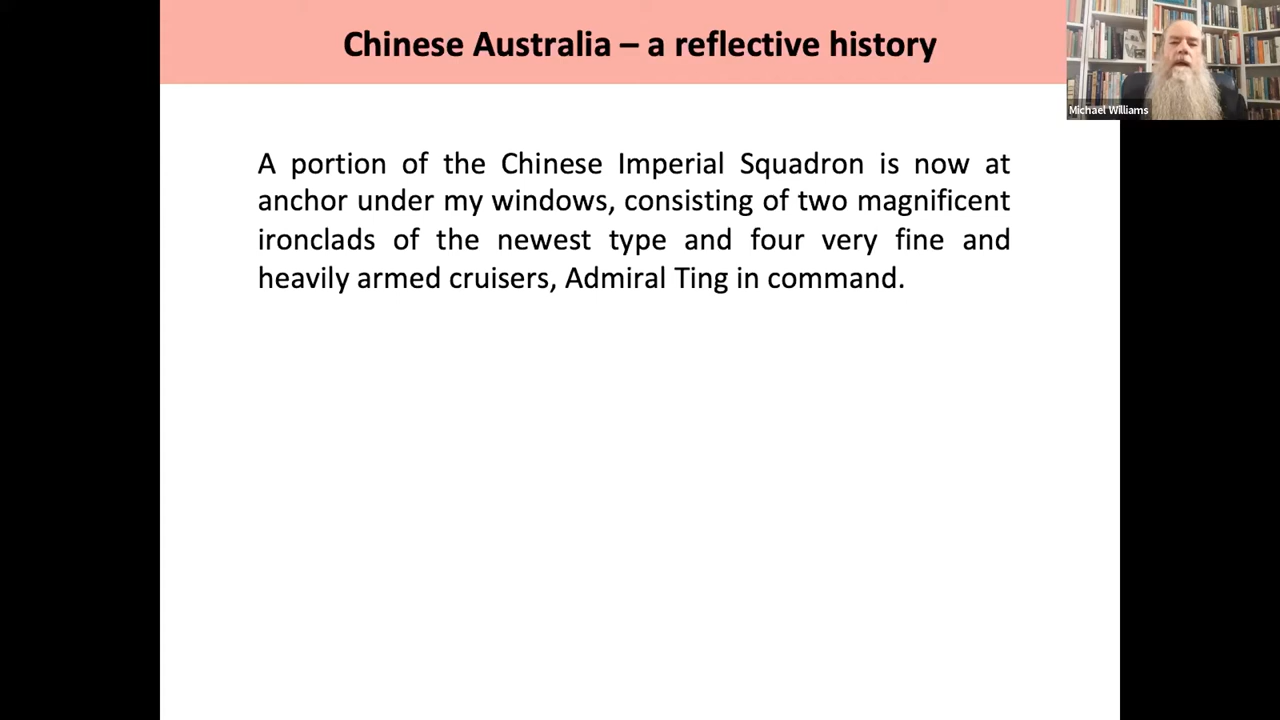 Chinese Australia – a reflective history
Michael Williams
A portion of the Chinese Imperial Squadron is now at
anchor under my windows, consisting of two magnificent
ironclads of the newest type and four very fine and
heavily armed cruisers, Admiral Ting in command.